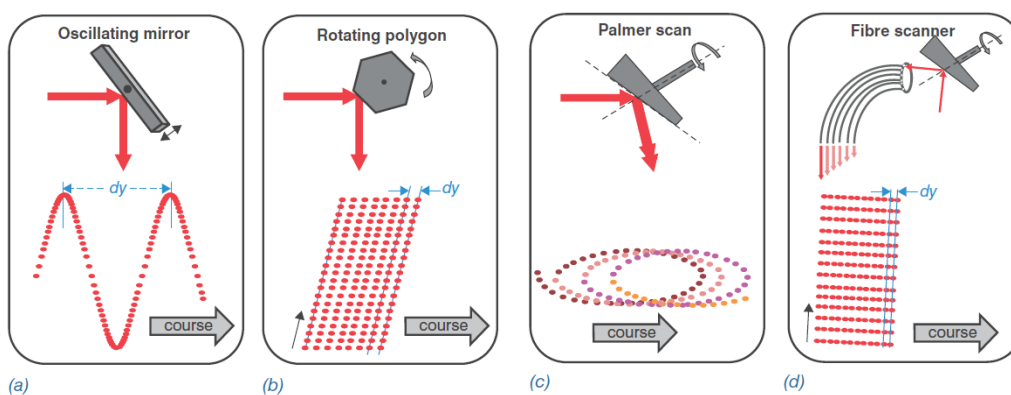 Oscillating mirror
dy
course
(a)
Rotating polygon
dy
course
(b)
Palmer scan
course
(c)
Fibre scanner
dy
course
(d)